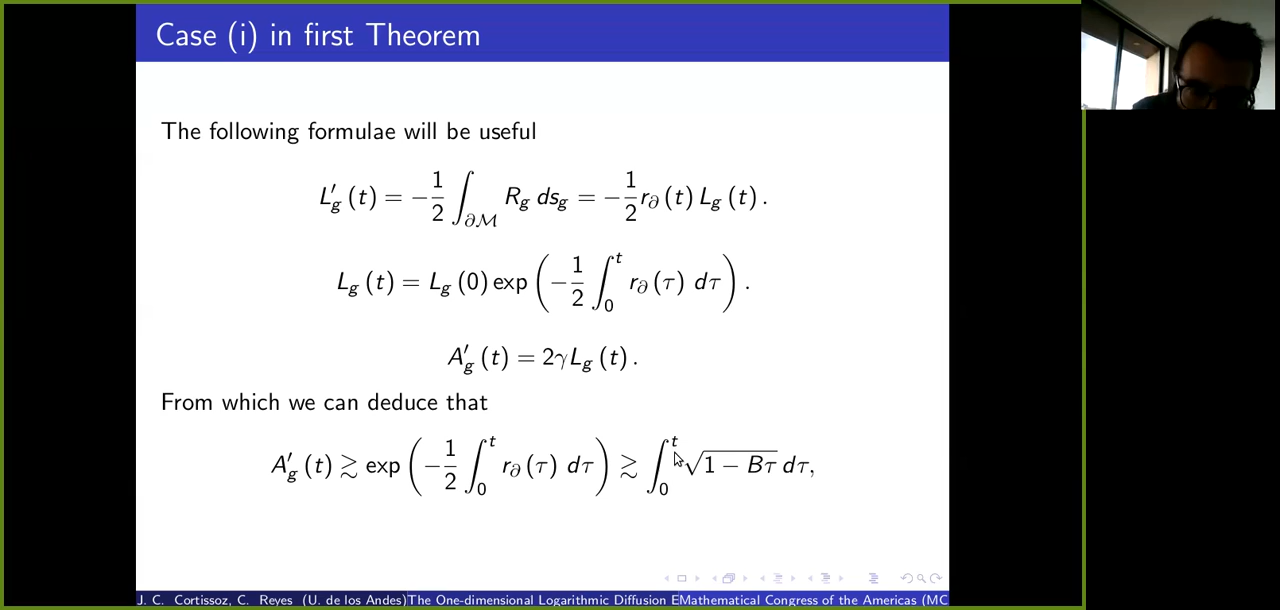 Case (i) in first Theorem
The following formulae will be useful
L′_g (t) = −1/2 ∫_{∂M} R_g ds_g = −1/2 r_∂ (t) L_g (t) .
L_g (t) = L_g (0) exp ( −1/2 ∫_0^t r_∂ (τ) dτ ) .
A′_g (t) = 2γL_g (t) .
From which we can deduce that
A′_g (t) ≳ exp ( −1/2 ∫_0^t r_∂ (τ) dτ ) ≳ ∫_0^t √(1 − Bτ) dτ,
J. C. Cortissoz, C. Reyes (U. de los Andes)The One-dimensional Logarithmic Diffusion EMathematical Congress of the Americas (MC